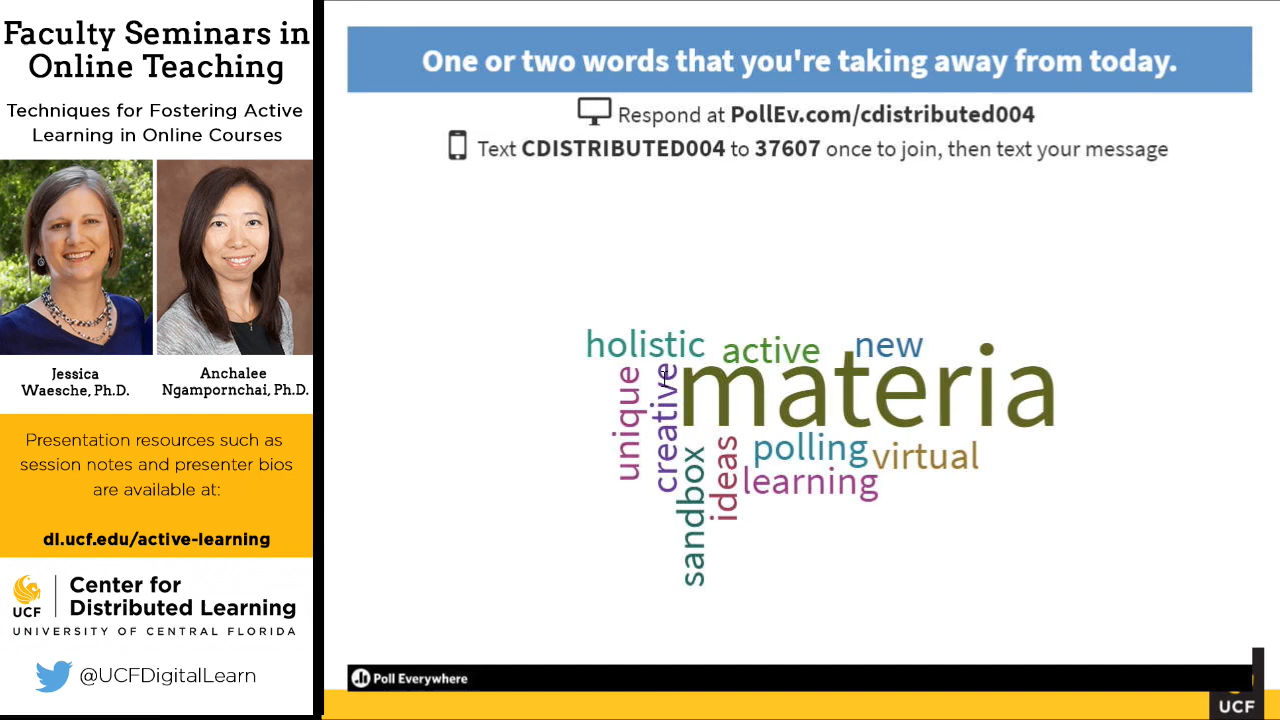 Faculty Seminars in
Online Teaching
Techniques for Fostering Active
Learning in Online Courses
Jessica
Waesche, Ph.D.
Anchalee
Ngampornchai, Ph.D.
Presentation resources such as
session notes and presenter bios
are available at:
dl.ucf.edu/active-learning
UCF
Center for
Distributed Learning
UNIVERSITY OF CENTRAL FLORIDA
@UCFDigitalLearn
One or two words that you're taking away from today.
Respond at PollEv.com/cdistributed004
Text CDISTRIBUTED004 to 37607 once to join, then text your message
holistic
active
new
unique
creative
materia
sandbox
ideas
polling
virtual
learning
Poll Everywhere
UCF